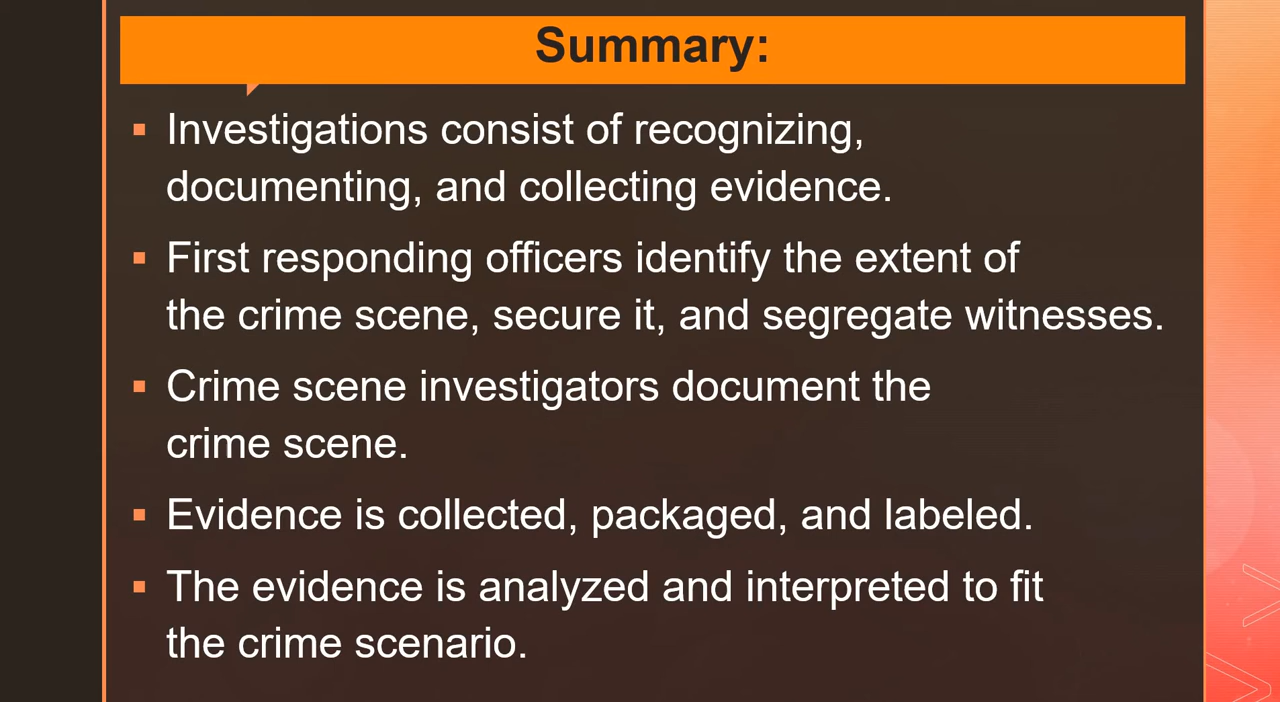 Summary:
Investigations consist of recognizing,
documenting, and collecting evidence.
First responding officers identify the extent of
the crime scene, secure it, and segregate witnesses.
Crime scene investigators document the
crime scene.
Evidence is collected, packaged, and labeled.
The evidence is analyzed and interpreted to fit
the crime scenario.